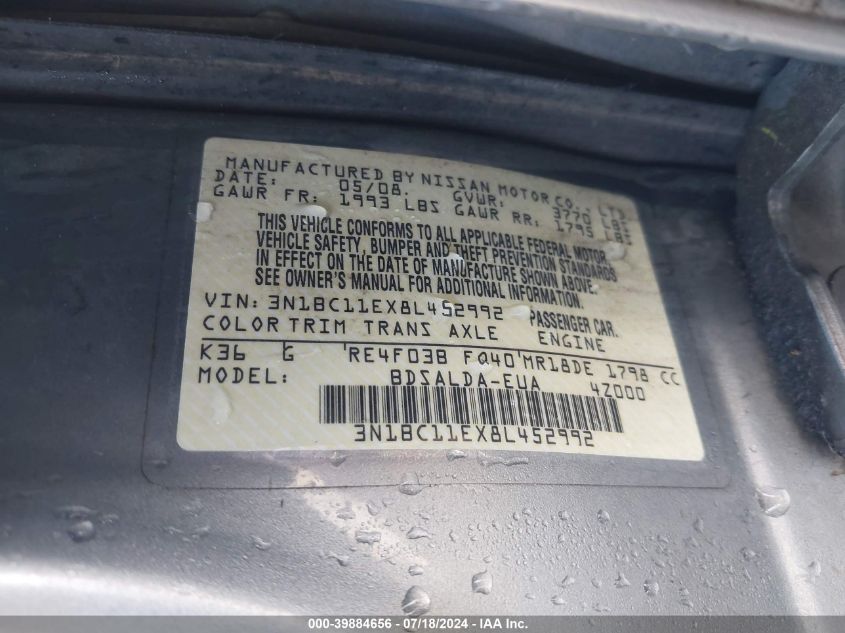 MANUFACTURED BY NISSAN MOTOR CO., LTD
DATE: 05/08. GVWR: 3770 LBS
GAWR FR: 1993 LBS GAWR RR: 1795 LBS
THIS VEHICLE CONFORMS TO ALL APPLICABLE FEDERAL MOTOR
VEHICLE SAFETY, BUMPER AND THEFT PREVENTION STANDARDS
IN EFFECT ON THE DATE OF MANUFACTURE SHOWN ABOVE.
SEE OWNER'S MANUAL FOR ADDITIONAL INFORMATION.
VIN: 3N1BC11EX8L452992 PASSENGER CAR.
COLOR TRIM TRANS AXLE ENGINE
K36 G RE4F03B FQ40 MR18DE 1798 CC
MODEL: BDSALDA-EUA 4Z000
3N1BC11EX8L452992
000-39884656 - 07/18/2024 - IAA Inc.